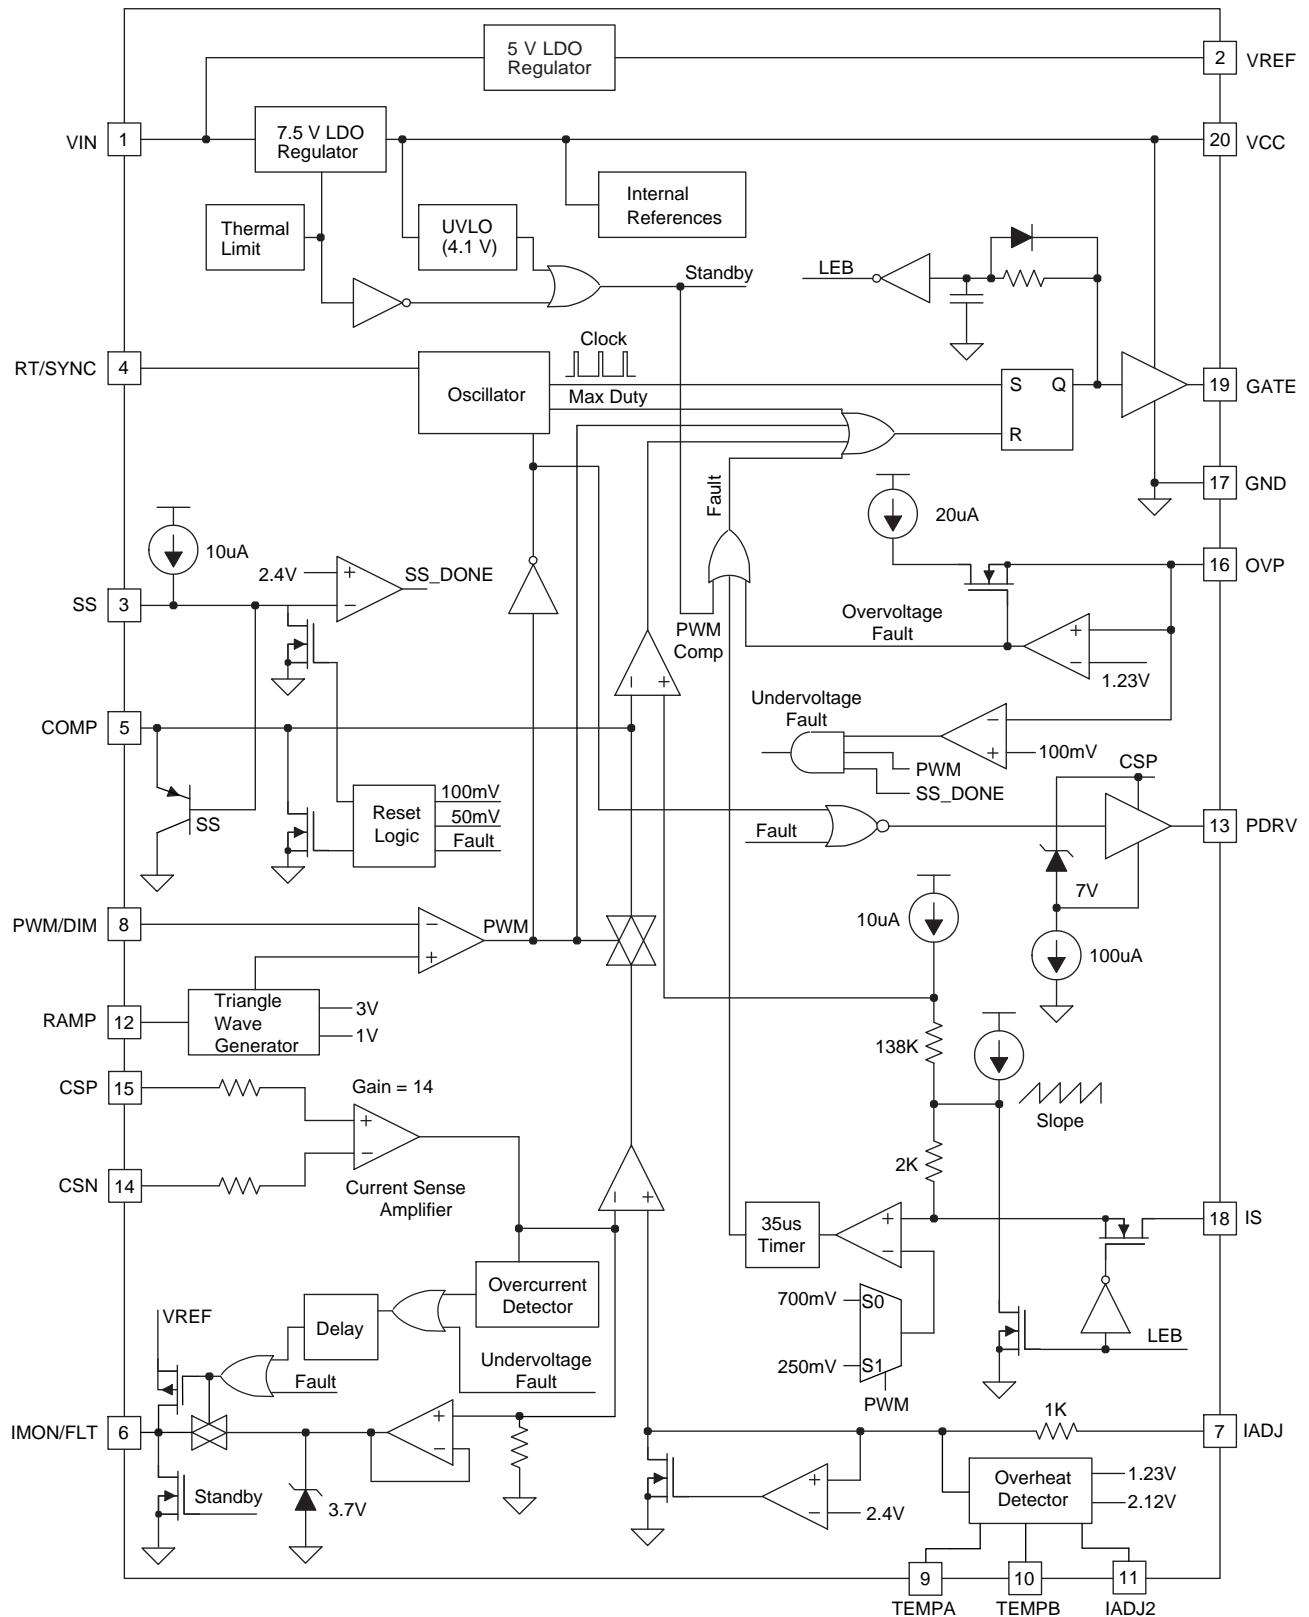 5 V LDO
Regulator
2
VREF
VIN
1
7.5 V LDO
Regulator
20
VCC
Thermal
Limit
UVLO
(4.1 V)
Internal
References
Standby
LEB
RT/SYNC
4
Oscillator
Clock
Max Duty
S
Q
R
19
GATE
Fault
17
GND
10uA
20uA
2.4V
+
−
SS_DONE
16
OVP
SS
3
Overvoltage
Fault
+
−
1.23V
PWM
Comp
−
+
Undervoltage
Fault
COMP
5
−
+
100mV
PWM
SS_DONE
CSP
SS
Reset
Logic
100mV
50mV
Fault
Fault
13
PDRV
7V
PWM/DIM
8
−
+
PWM
10uA
100uA
RAMP
12
Triangle
Wave
Generator
3V
1V
138K
CSP
15
Gain = 14
+
−
Slope
CSN
14
Current Sense
Amplifier
−
+
2K
35us
Timer
+
−
18
IS
Overcurrent
Detector
700mV
S0
250mV
S1
PWM
LEB
VREF
Delay
Undervoltage
Fault
Fault
IMON/FLT
6
+
−
1K
7
IADJ
Standby
3.7V
+
−
2.4V
Overheat
Detector
1.23V
2.12V
9
10
11
TEMPA
TEMPB
IADJ2